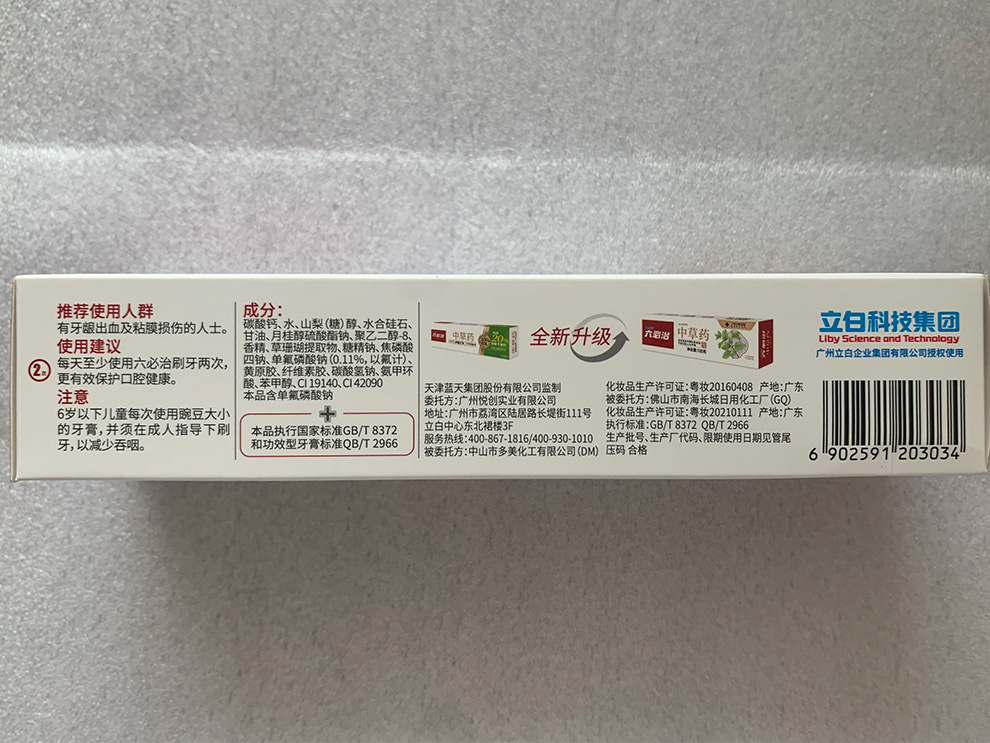 推荐使用人群
有牙龈出血及粘膜损伤的人士。
使用建议
2次
每天至少使用六必治刷牙两次，
更有效保护口腔健康。
注意
6岁以下儿童每次使用豌豆大小
的牙膏，并须在成人指导下刷
牙，以减少吞咽。
成分：
碳酸钙、水、山梨（糖）醇、水合硅石、
甘油、月桂醇硫酸酯钠、聚乙二醇-8、
香精、草珊瑚提取物、糖精钠、焦磷酸
四钠、单氟磷酸钠（0.11%，以氟计）、
黄原胶、纤维素胶、碳酸氢钠、氨甲环
酸、苯甲醇、CI 19140、CI 42090
本品含单氟磷酸钠
本品执行国家标准GB/T 8372
和功效型牙膏标准QB/T 2966
中草药
20%
全新升级
六必治
中草药
天津蓝天集团股份有限公司监制
委托方：广州悦创实业有限公司
地址：广州市荔湾区陆居路长堤街111号
立白中心东北裙楼3F
服务热线：400-867-1816/400-930-1010
被委托方：中山市多美化工有限公司（DM）
化妆品生产许可证：粤妆20160408 产地：广东
被委托方：佛山市南海长城日用化工厂（GQ）
化妆品生产许可证：粤妆20210111 产地：广东
执行标准：GB/T 8372 QB/T 2966
生产批号、生产厂代码、限期使用日期见管尾
压码 合格
立白科技集团
Liby Science and Technology
广州立白企业集团有限公司授权使用
6 902591 203034